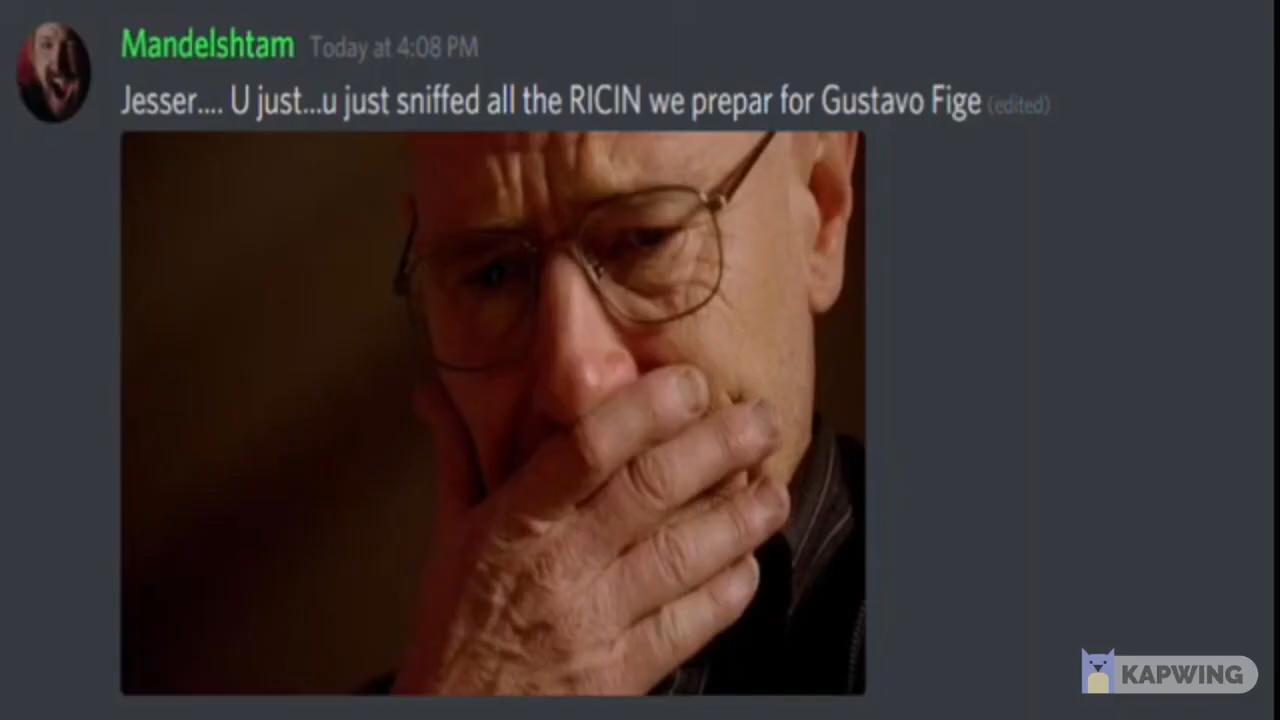 Mandelshtam Today at 4:08 PM
Jesser.... U just...u just sniffed all the RICIN we prepar for Gustavo Fige (edited)
KAPWING